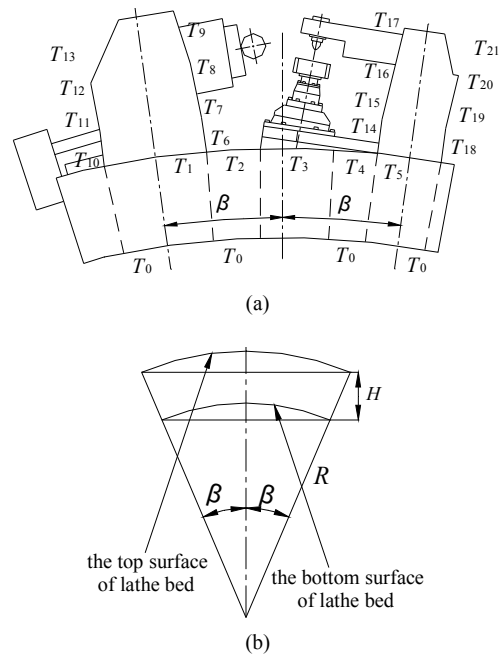 T9
T17
T13
T8
T21
T16
T20
T12
T7
T15
T19
T11
T6
T14
T18
T10
T1
T2
T3
T4
T5
β
β
T0
T0
T0
T0
(a)
H
R
β
β
the top surface
of lathe bed
the bottom surface
of lathe bed
(b)